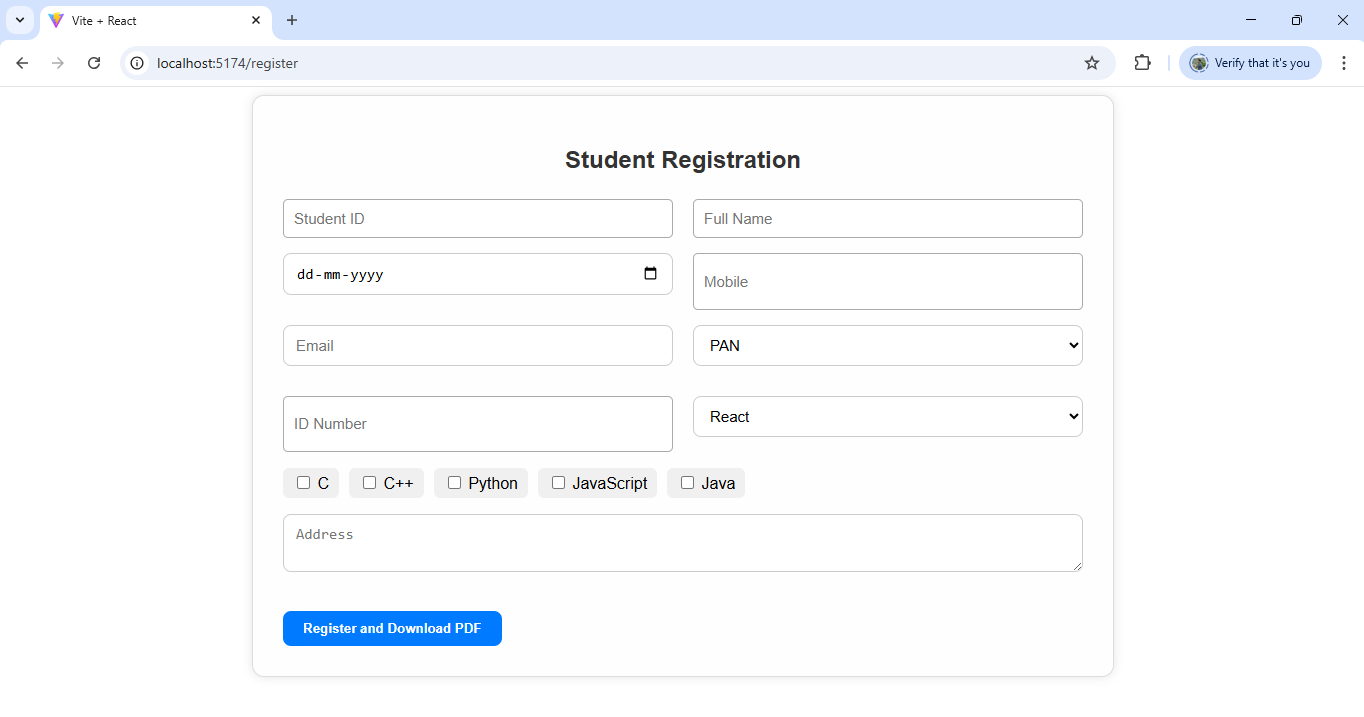 Vite + React
localhost:5174/register
Verify that it's you
Student Registration
Student ID
Full Name
dd-mm-yyyy
Mobile
Email
PAN
ID Number
React
C C++ Python JavaScript Java
Address
Register and Download PDF